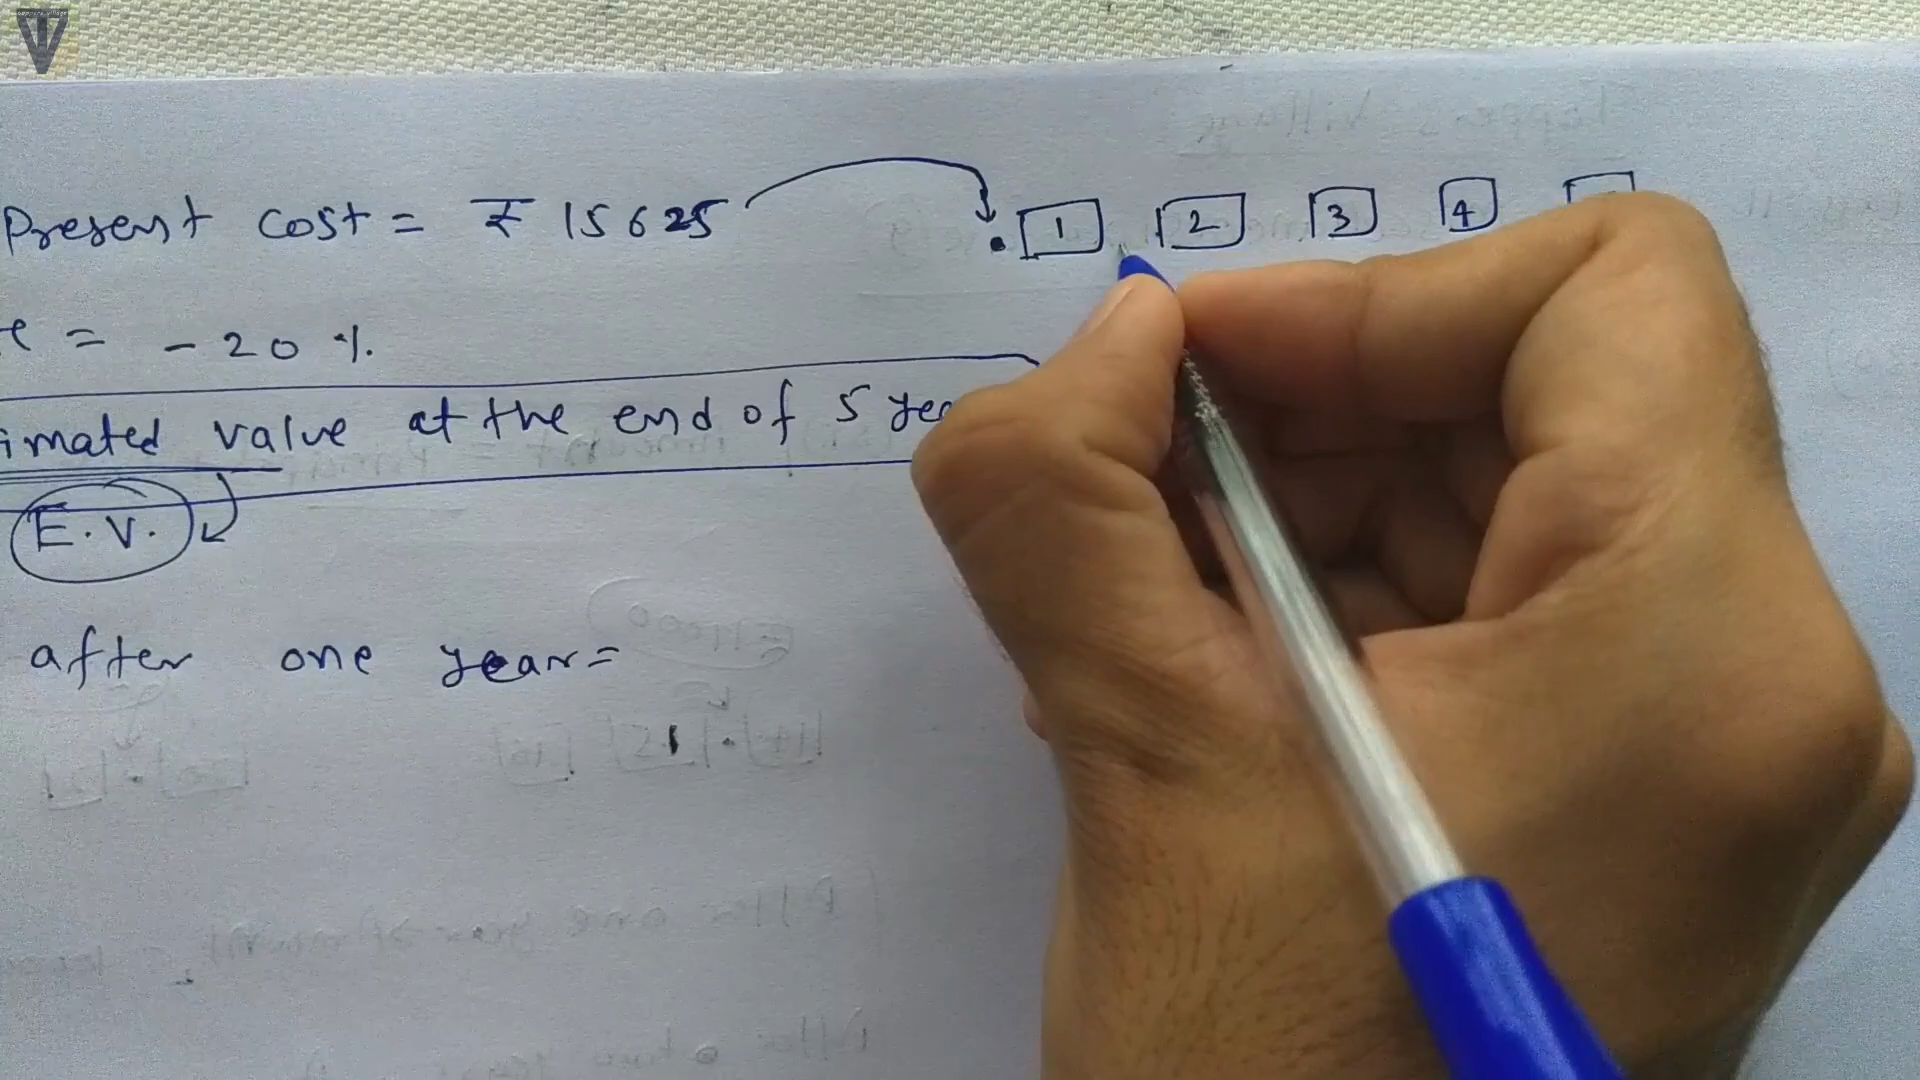 Present cost = ₹ 15625 1 2 3 4
= -20 %.
imated value at the end of 5 yea
E.V.
after one year=